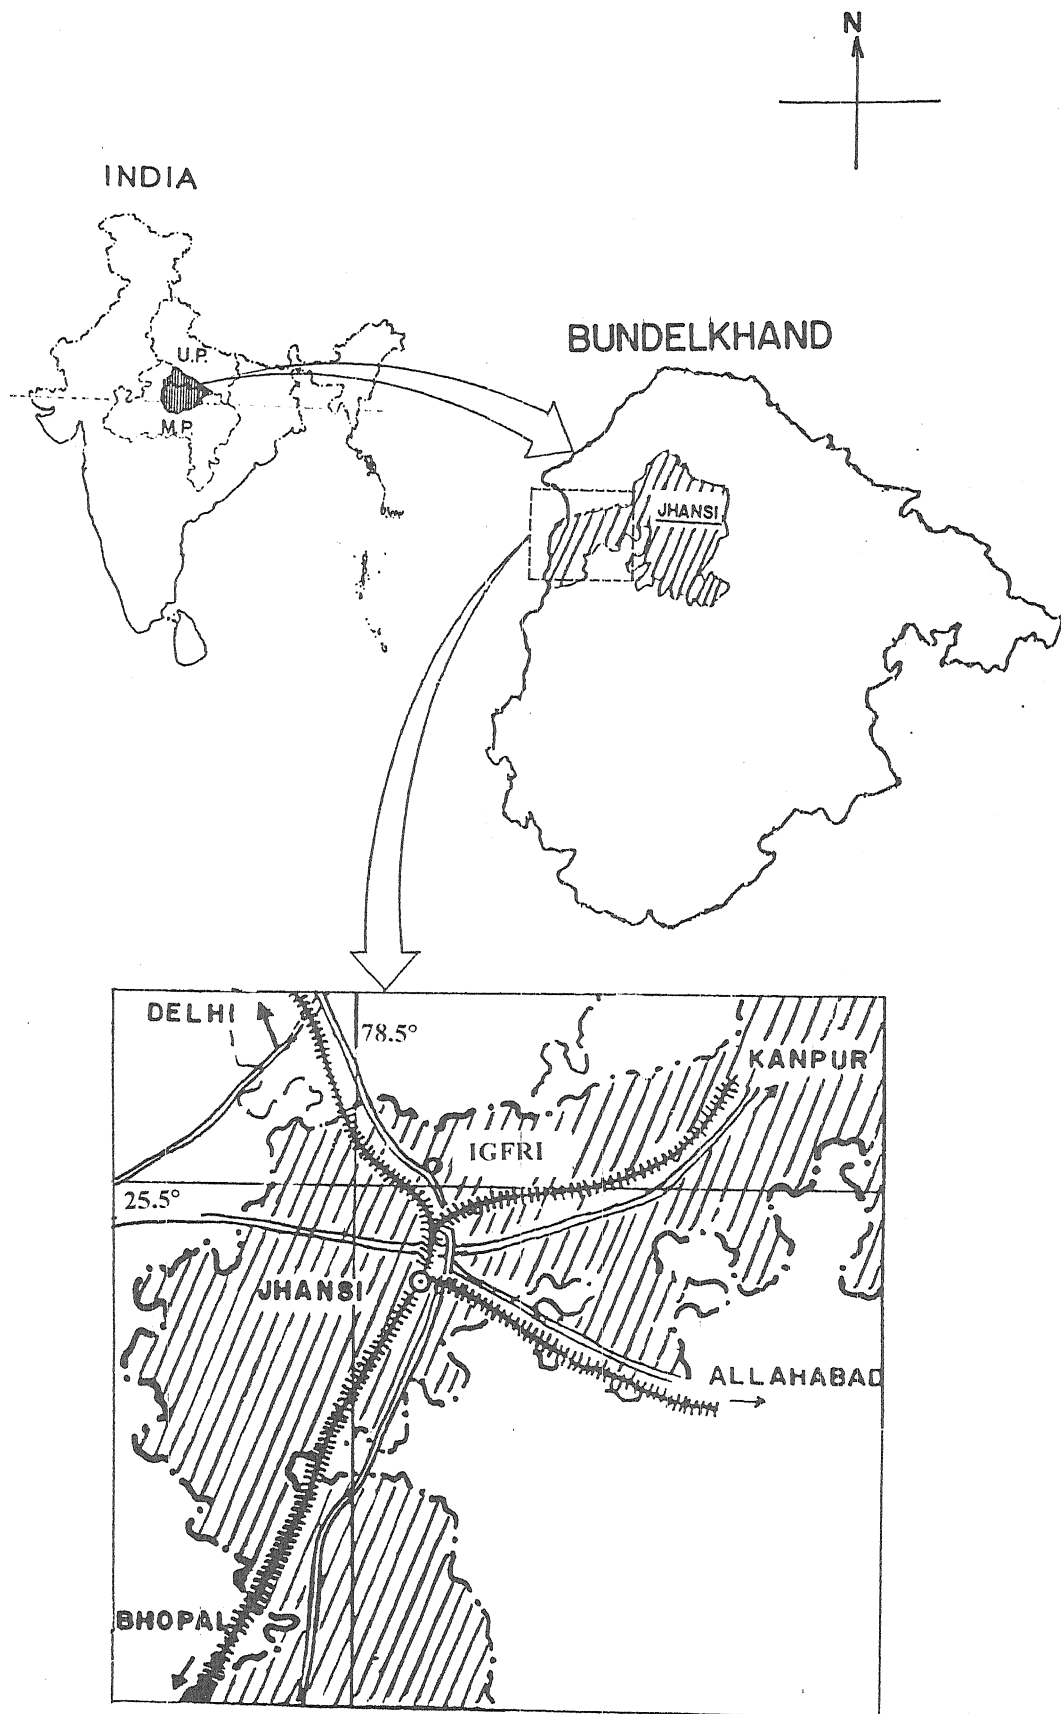 N
INDIA
U.P.
M.P.
BUNDELKHAND
JHANSI
DELHI
78.5°
KANPUR
IGFRI
25.5°
JHANSI
ALLAHABAD
BHOPAL